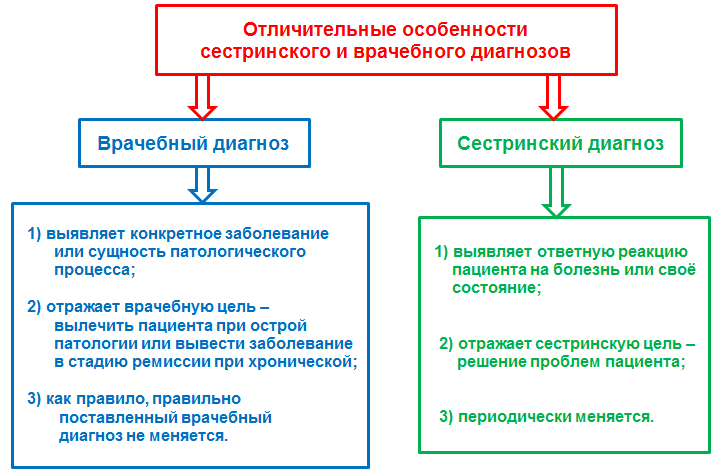 Отличительные особенности
сестринского и врачебного диагнозов
Врачебный диагноз
1) выявляет конкретное заболевание
или сущность патологического
процесса;
2) отражает врачебную цель –
вылечить пациента при острой
патологии или вывести заболевание
в стадию ремиссии при хронической;
3) как правило, правильно
поставленный врачебный
диагноз не меняется.
Сестринский диагноз
1) выявляет ответную реакцию
пациента на болезнь или своё
состояние;
2) отражает сестринскую цель –
решение проблем пациента;
3) периодически меняется.